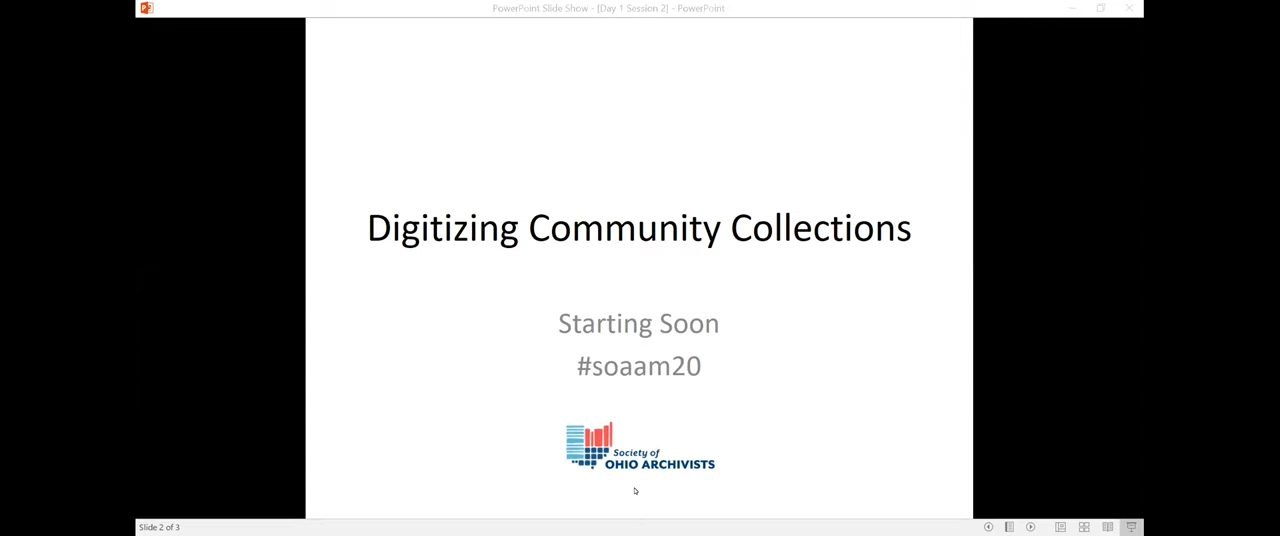 PowerPoint Slide Show - [Day 1 Session 2] - PowerPoint
Digitizing Community Collections
Starting Soon
#soaam20
Society of
OHIO ARCHIVISTS
Slide 2 of 3